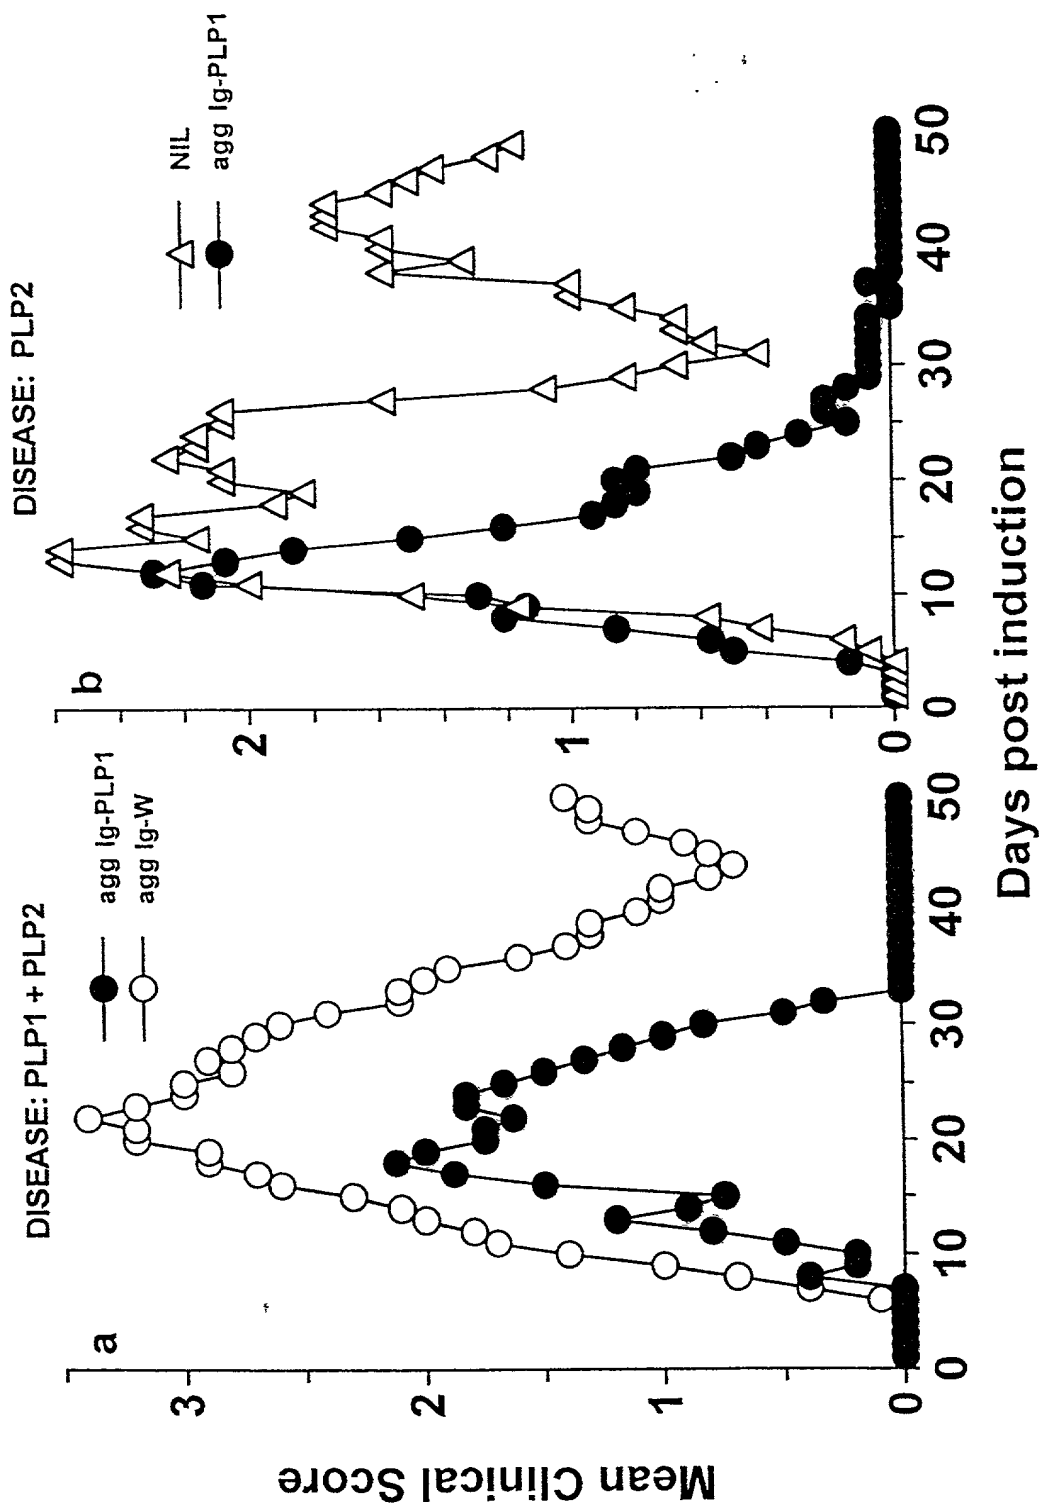 DISEASE: PLP1 + PLP2
a
agg Ig-PLP1
agg Ig-W
3
2
1
0
0
10
20
30
40
50
DISEASE: PLP2
b
NIL
agg Ig-PLP1
2
1
0
0
10
20
30
40
50
Mean Clinical Score
Days post induction